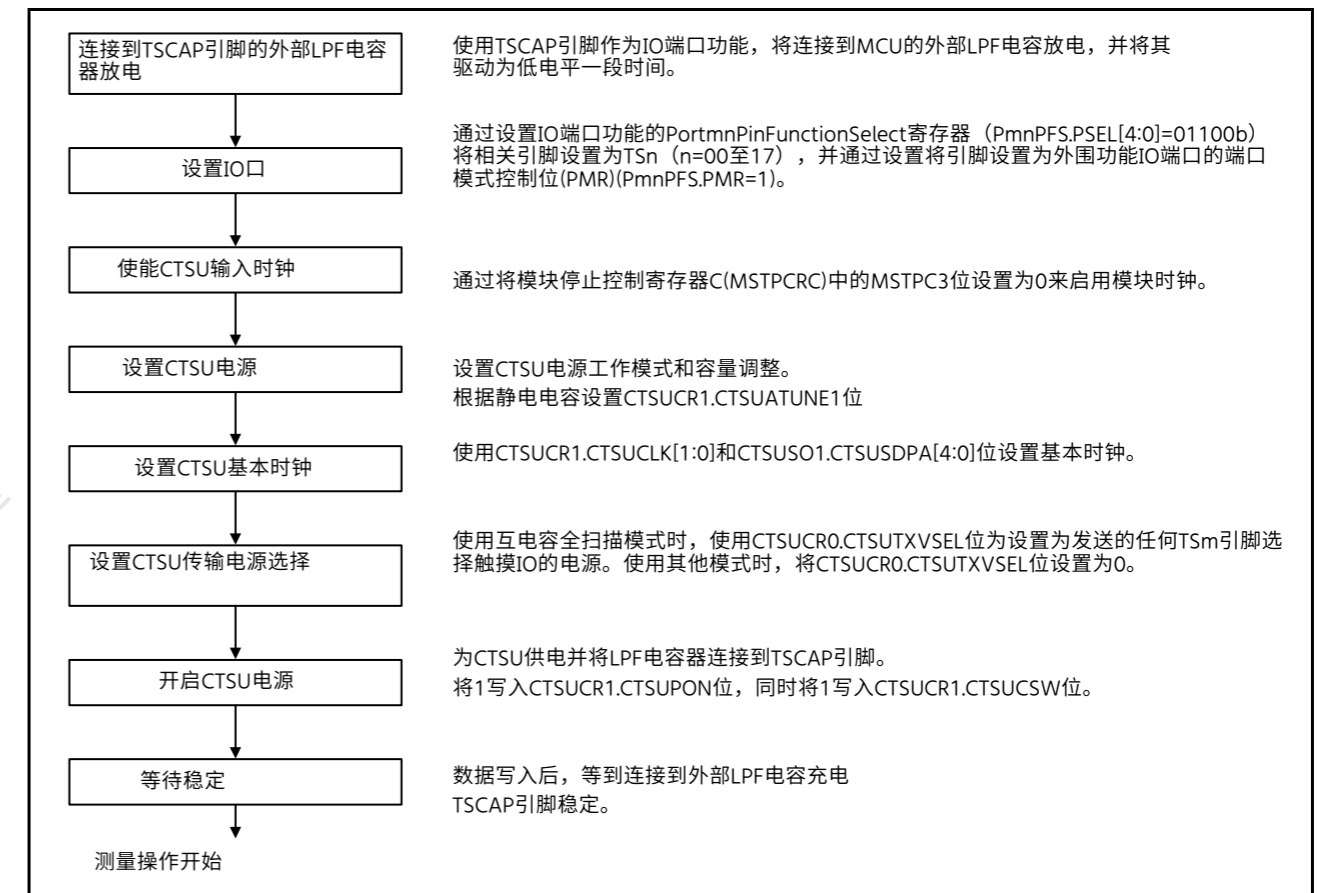 连接到TSCAP引脚的外部LPF电容
器放电
使用TSCAP引脚作为IO端口功能，将连接到MCU的外部LPF电容放电，并将其
驱动为低电平一段时间。
设置IO口
通过设置IO端口功能的PortmnPinFunctionSelect寄存器（PmnPFS.PSEL[4:0]=01100b）
将相关引脚设置为TSn（n=00至17），并通过设置将引脚设置为外围功能IO端口的端口
模式控制位(PMR)(PmnPFS.PMR=1)。
使能CTSU输入时钟
通过将模块停止控制寄存器C(MSTPCRC)中的MSTPC3位设置为0来启用模块时钟。
设置CTSU电源
设置CTSU电源工作模式和容量调整。
根据静电电容设置CTSUCR1.CTSUATUNE1位
设置CTSU基本时钟
使用CTSUCR1.CTSUCLK[1:0]和CTSUSO1.CTSUSDPA[4:0]位设置基本时钟。
设置CTSU传输电源选择
使用互电容全扫描模式时，使用CTSUCR0.CTSUTXVSEL位为设置为发送的任何TSm引脚选
择触摸IO的电源。使用其他模式时，将CTSUCR0.CTSUTXVSEL位设置为0。
开启CTSU电源
为CTSU供电并将LPF电容器连接到TSCAP引脚。
将1写入CTSUCR1.CTSUPON位，同时将1写入CTSUCR1.CTSUCSW位。
等待稳定
数据写入后，等到连接到外部LPF电容充电
TSCAP引脚稳定。
测量操作开始